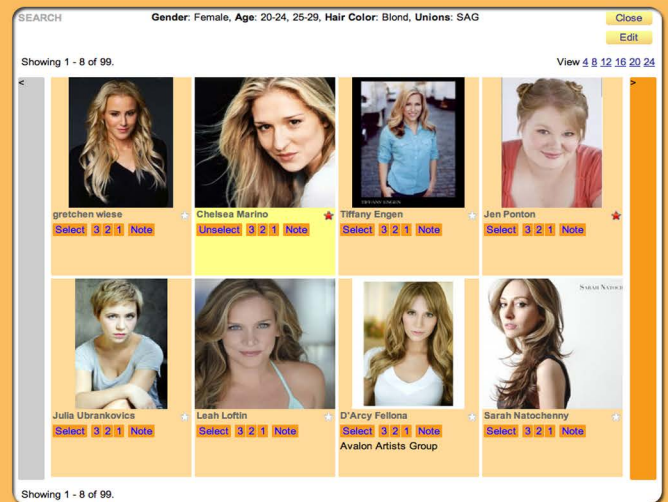 SEARCH
Gender: Female, Age: 20-24, 25-29, Hair Color: Blond, Unions: SAG
Close
Edit
Showing 1 - 8 of 99.
View 4 8 12 16 20 24
<
>
TIFFANY ENGEN
gretchen wiese
Chelsea Marino
Tiffany Engen
Jen Ponton
Select 3 2 1 Note
Unselect 3 2 1 Note
Select 3 2 1 Note
Select 3 2 1 Note
Julia Ubrankovics
Leah Loftin
D'Arcy Fellona
Sarah Natochenny
Select 3 2 1 Note
Select 3 2 1 Note
Select 3 2 1 Note
Select 3 2 1 Note
Avalon Artists Group
Showing 1 - 8 of 99.